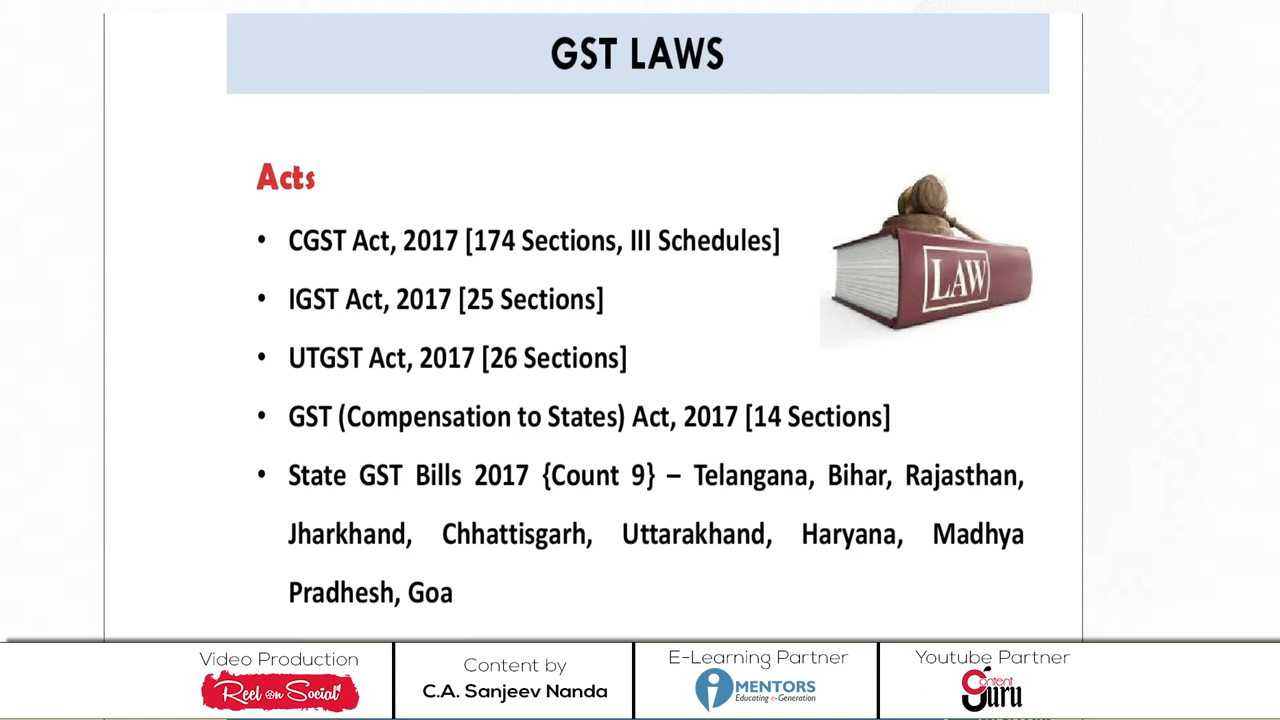 GST LAWS
Acts
• CGST Act, 2017 [174 Sections, III Schedules]
• IGST Act, 2017 [25 Sections]
• UTGST Act, 2017 [26 Sections]
• GST (Compensation to States) Act, 2017 [14 Sections]
• State GST Bills 2017 {Count 9} – Telangana, Bihar, Rajasthan,
Jharkhand, Chhattisgarh, Uttarakhand, Haryana, Madhya
Pradhesh, Goa
LAW
Video Production
Reel on Social
Content by
C.A. Sanjeev Nanda
E-Learning Partner
iMENTORS
Educating e-Generation
Youtube Partner
Content
Guru